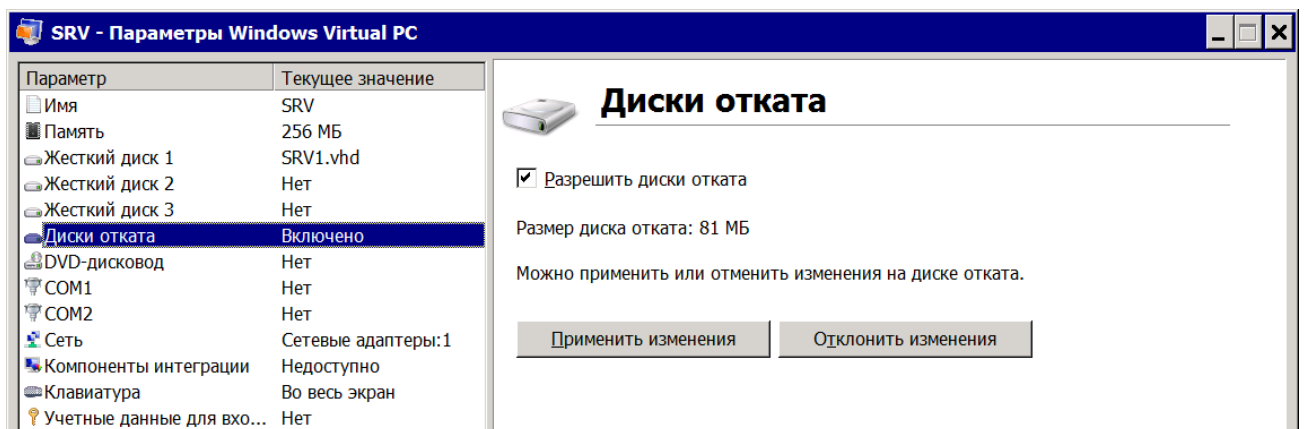 SRV - Параметры Windows Virtual PC
Параметр Текущее значение
Имя SRV
Память 256 МБ
Жесткий диск 1 SRV1.vhd
Жесткий диск 2 Нет
Жесткий диск 3 Нет
Диски отката Включено
DVD-дисковод Нет
COM1 Нет
COM2 Нет
Сеть Сетевые адаптеры:1
Компоненты интеграции Недоступно
Клавиатура Во весь экран
Учетные данные для вхо... Нет
Диски отката
Разрешить диски отката
Размер диска отката: 81 МБ
Можно применить или отменить изменения на диске отката.
Применить изменения Отклонить изменения